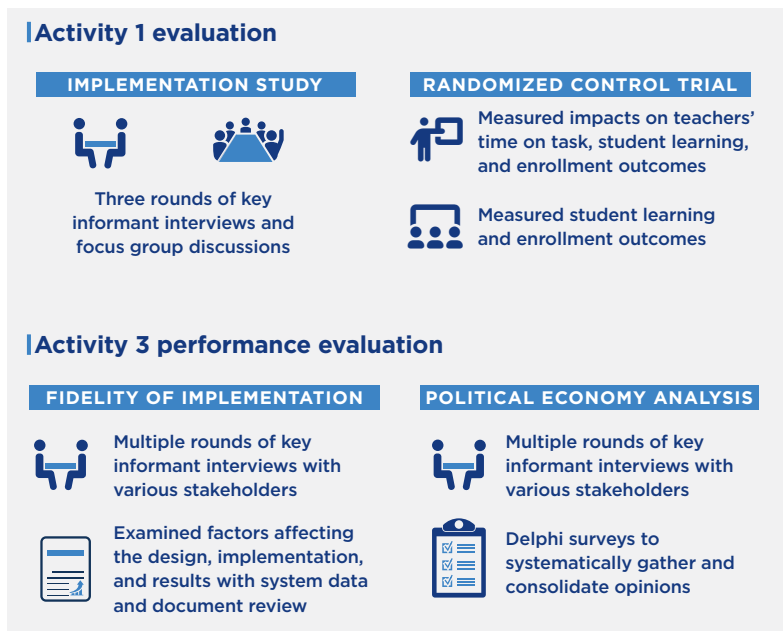 Activity 1 evaluation
IMPLEMENTATION STUDY
Three rounds of key
informant interviews and
focus group discussions
RANDOMIZED CONTROL TRIAL
Measured impacts on teachers’
time on task, student learning,
and enrollment outcomes
Measured student learning
and enrollment outcomes
Activity 3 performance evaluation
FIDELITY OF IMPLEMENTATION
Multiple rounds of key
informant interviews with
various stakeholders
Examined factors affecting
the design, implementation,
and results with system data
and document review
POLITICAL ECONOMY ANALYSIS
Multiple rounds of key
informant interviews with
various stakeholders
Delphi surveys to
systematically gather and
consolidate opinions